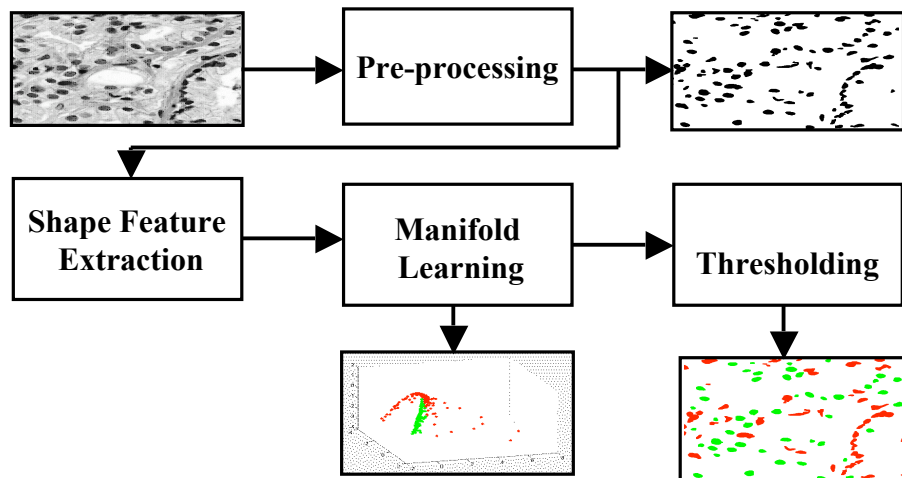 Pre-processing
Shape Feature
Extraction
Manifold
Learning
Thresholding